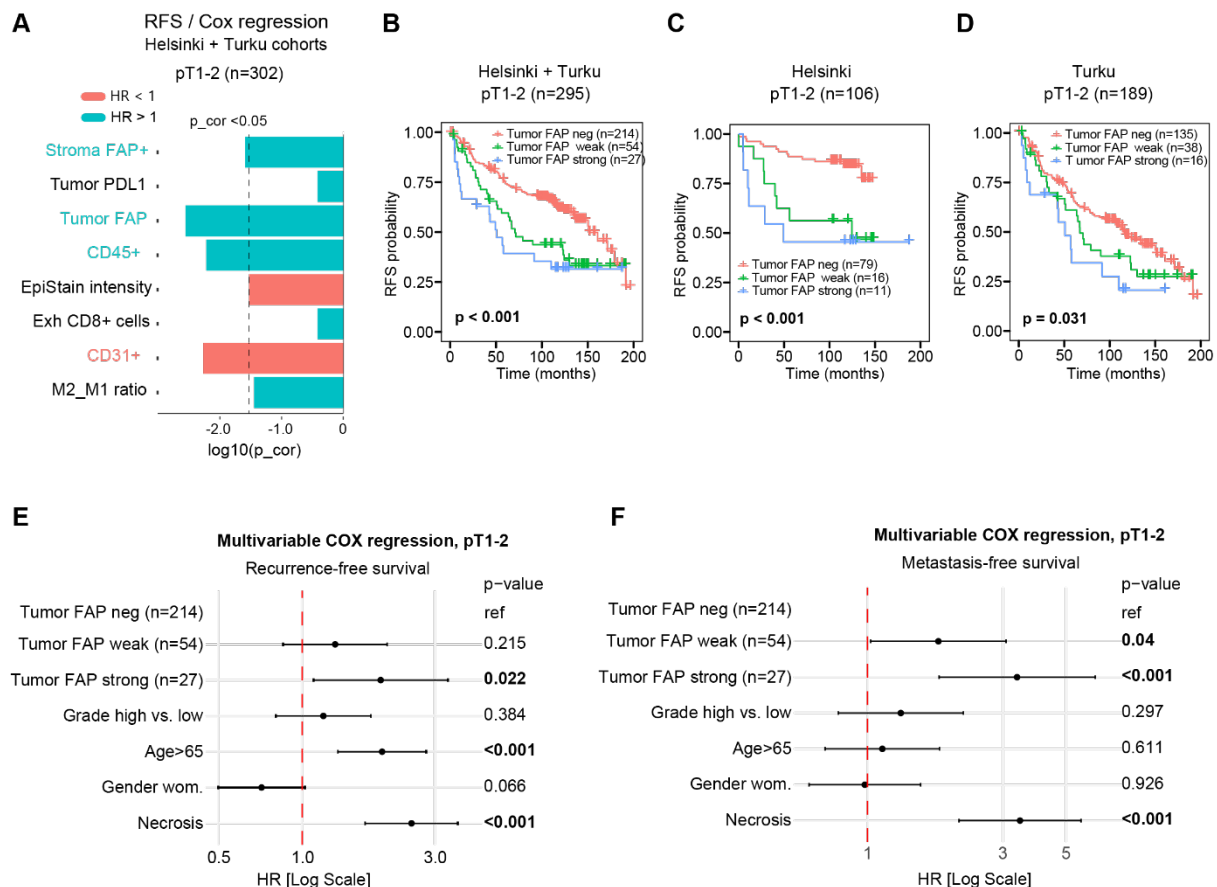 A
RFS / Cox regression
Helsinki + Turku cohorts
pT1-2 (n=302)
HR < 1
HR > 1
p_cor <0.05
Stroma FAP+
Tumor PDL1
Tumor FAP
CD45+
EpiStain intensity
Exh CD8+ cells
CD31+
M2_M1 ratio
-2.0 -1.0 0
log10(p_cor)
B
Helsinki + Turku
pT1-2 (n=295)
Tumor FAP neg (n=214)
Tumor FAP weak (n=54)
Tumor FAP strong (n=27)
RFS probability
1.00
0.75
0.50
0.25
0.00
p < 0.001
0 50 100 150 200
Time (months)
C
Helsinki
pT1-2 (n=106)
RFS probability
1.00
0.75
0.50
0.25
0.00
Tumor FAP neg (n=79)
Tumor FAP weak (n=16)
Tumor FAP strong (n=11)
p < 0.001
0 50 100 150 200
Time (months)
D
Turku
pT1-2 (n=189)
Tumor FAP neg (n=135)
Tumor FAP weak (n=38)
T umor FAP strong (n=16)
RFS probability
1.00
0.75
0.50
0.25
0.00
p = 0.031
0 50 100 150 200
Time (months)
E
Multivariable COX regression, pT1-2
Recurrence-free survival
p-value
Tumor FAP neg (n=214) ref
Tumor FAP weak (n=54) 0.215
Tumor FAP strong (n=27) 0.022
Grade high vs. low 0.384
Age>65 <0.001
Gender wom. 0.066
Necrosis <0.001
0.5 1.0 3.0
HR [Log Scale]
F
Multivariable COX regression, pT1-2
Metastasis-free survival
p-value
Tumor FAP neg (n=214) ref
Tumor FAP weak (n=54) 0.04
Tumor FAP strong (n=27) <0.001
Grade high vs. low 0.297
Age>65 0.611
Gender wom. 0.926
Necrosis <0.001
1 3 5
HR [Log Scale]